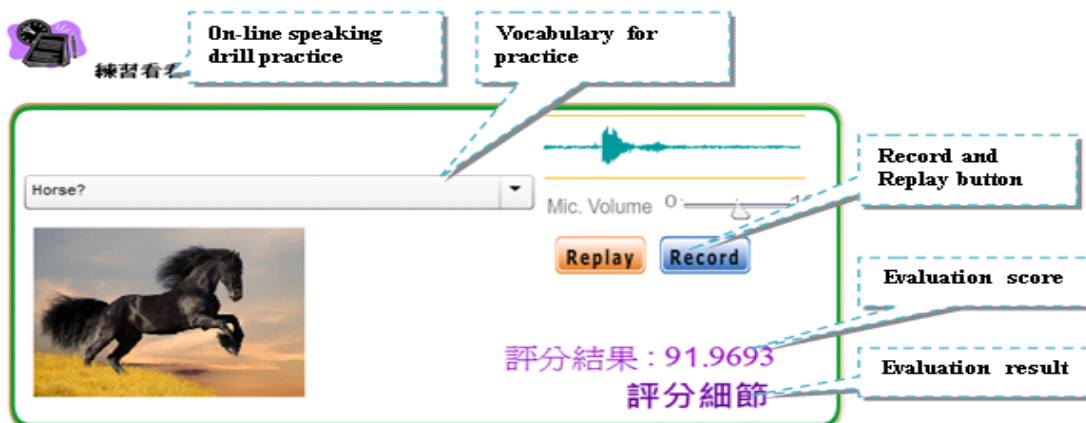 On-line speaking
drill practice
Vocabulary for
practice
練習看看
Record and
Replay button
Horse?
Mic. Volume 0
Replay
Record
Evaluation score
評分結果 : 91.9693
Evaluation result
評分細節